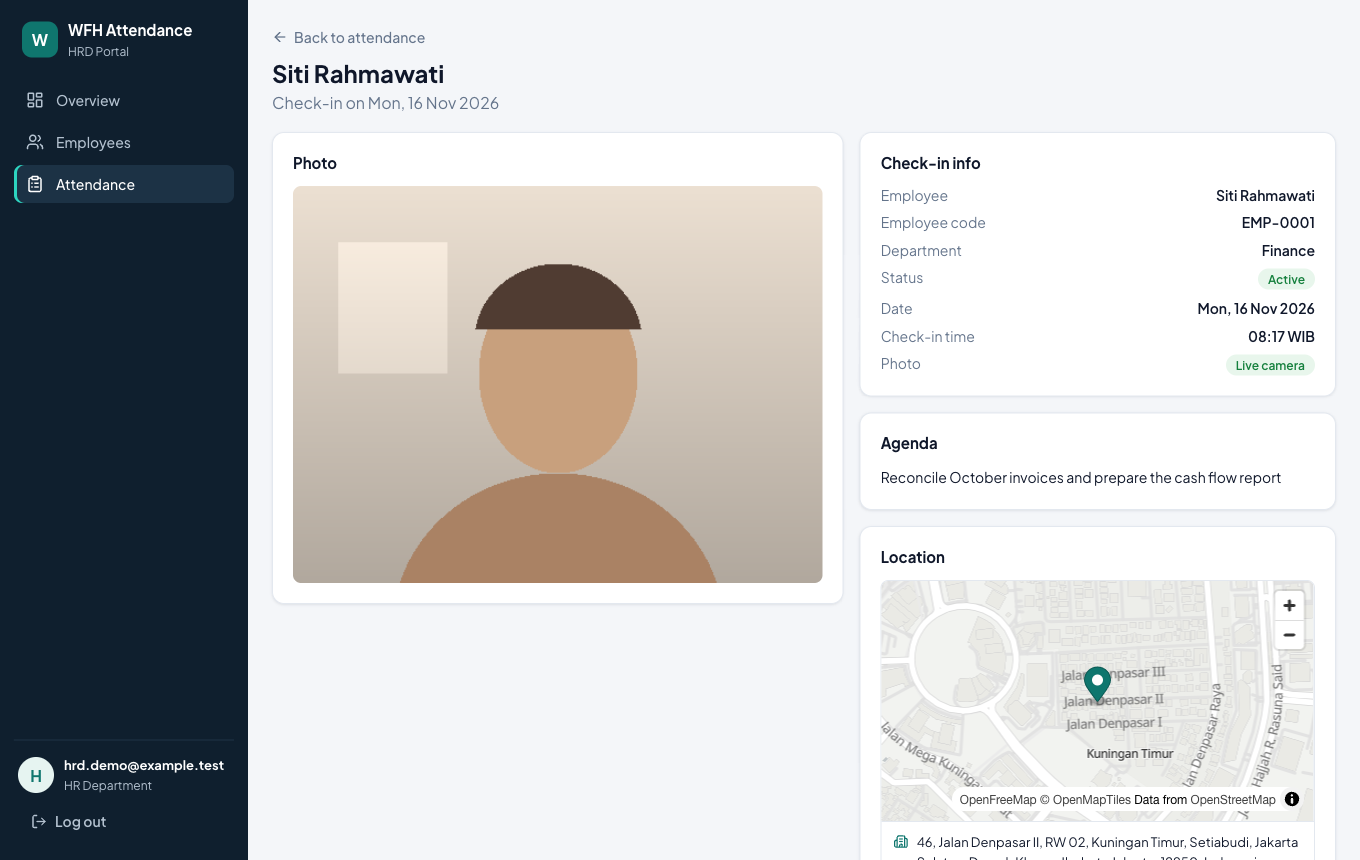 W
WFH Attendance
HRD Portal
Overview
Employees
Attendance
hrd.demo@example.test
H
HR Department
Log out
Back to attendance
Siti Rahmawati
Check-in on Mon, 16 Nov 2026
Photo
Check-in info
Employee Siti Rahmawati
Employee code EMP-0001
Department Finance
Status Active
Date Mon, 16 Nov 2026
Check-in time 08:17 WIB
Photo Live camera
Agenda
Reconcile October invoices and prepare the cash flow report
Location
+
−
Jalan Denpasar III
Jalan Denpasar II
Jalan Denpasar I
Kuningan Timur
Jalan Mega Kuningan
Jalan Denpasar Raya
Hajjah R. Rasuna Said
OpenFreeMap © OpenMapTiles Data from OpenStreetMap
46, Jalan Denpasar II, RW 02, Kuningan Timur, Setiabudi, Jakarta